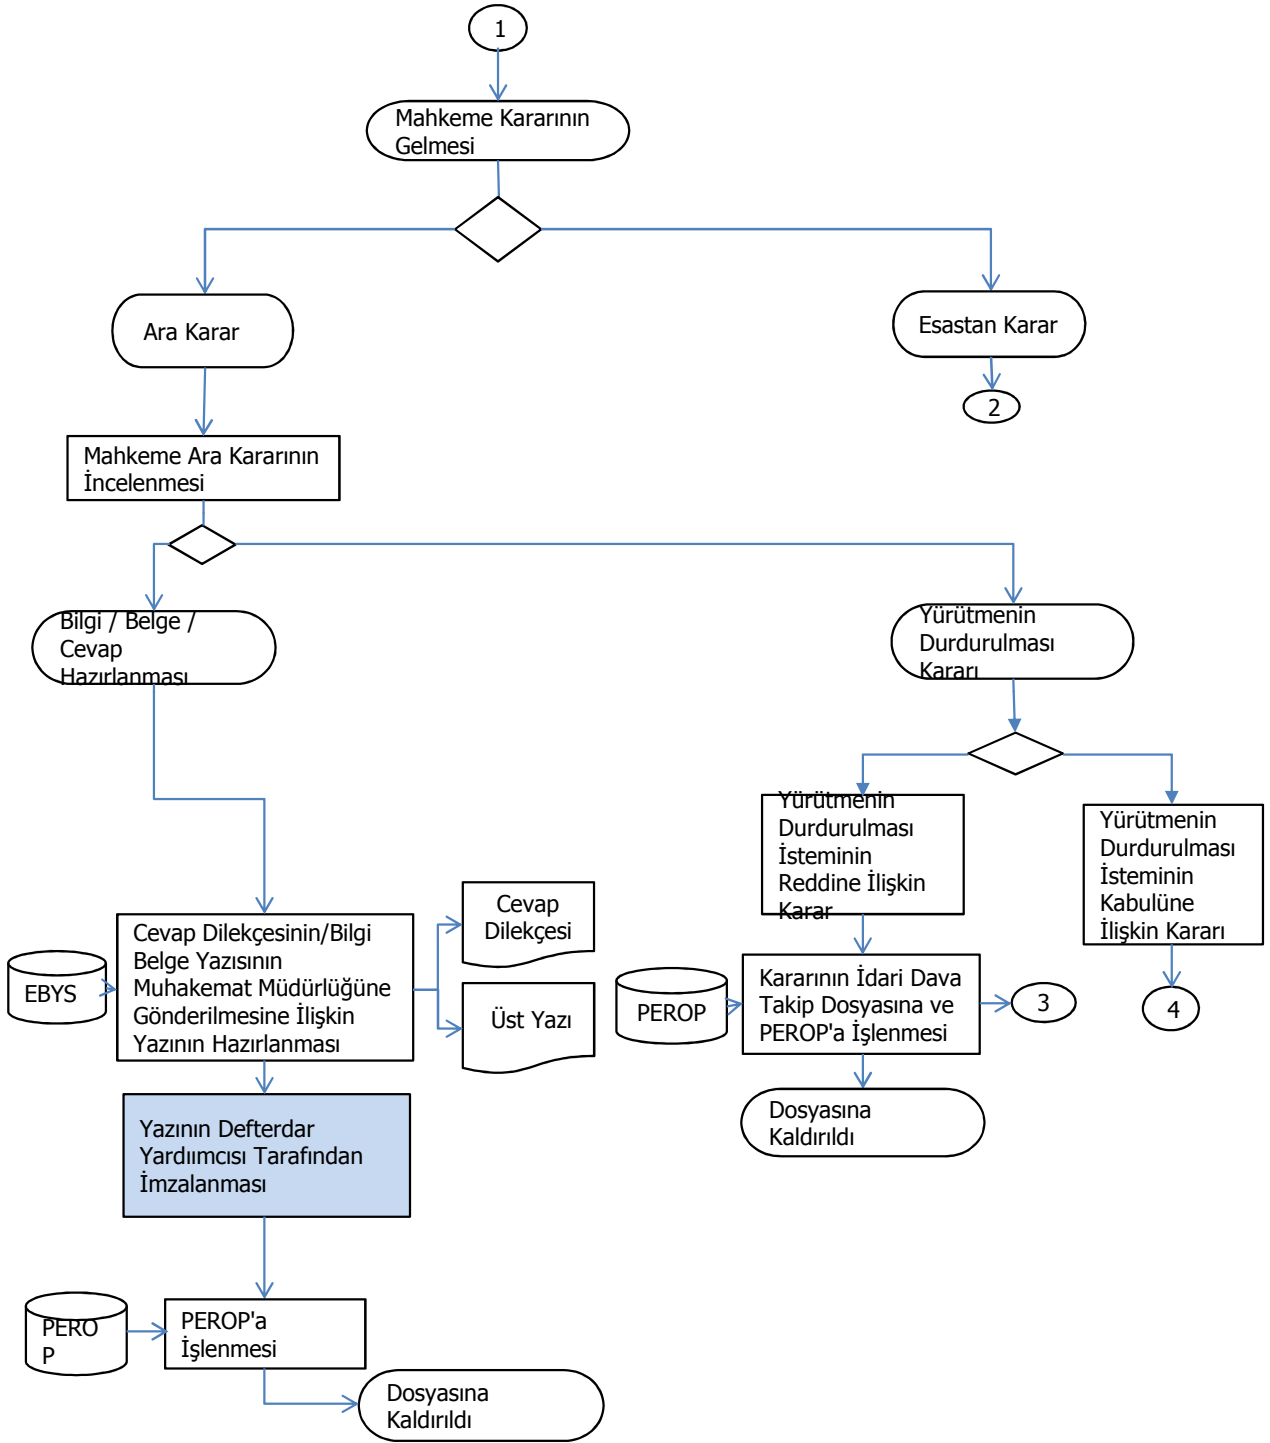 1
Mahkeme Kararının
Gelmesi
Ara Karar
Esastan Karar
2
Mahkeme Ara Kararının
İncelenmesi
Bilgi / Belge /
Cevap
Hazırlanması
Yürütmenin
Durdurulması
Kararı
Yürütmenin
Durdurulması
İsteminin
Reddine İlişkin
Karar
Yürütmenin
Durdurulması
İsteminin
Kabulüne
İlişkin Kararı
Cevap
Dilekçesi
EBYS
Cevap Dilekçesinin/Bilgi
Belge Yazısının
Muhakemat Müdürlüğüne
Gönderilmesine İlişkin
Yazının Hazırlanması
Üst Yazı
PEROP
Kararının İdari Dava
Takip Dosyasına ve
PEROP'a İşlenmesi
3
4
Yazının Defterdar
Yardıımcısı Tarafından
İmzalanması
Dosyasına
Kaldırıldı
PERO
P
PEROP'a
İşlenmesi
Dosyasına
Kaldırıldı